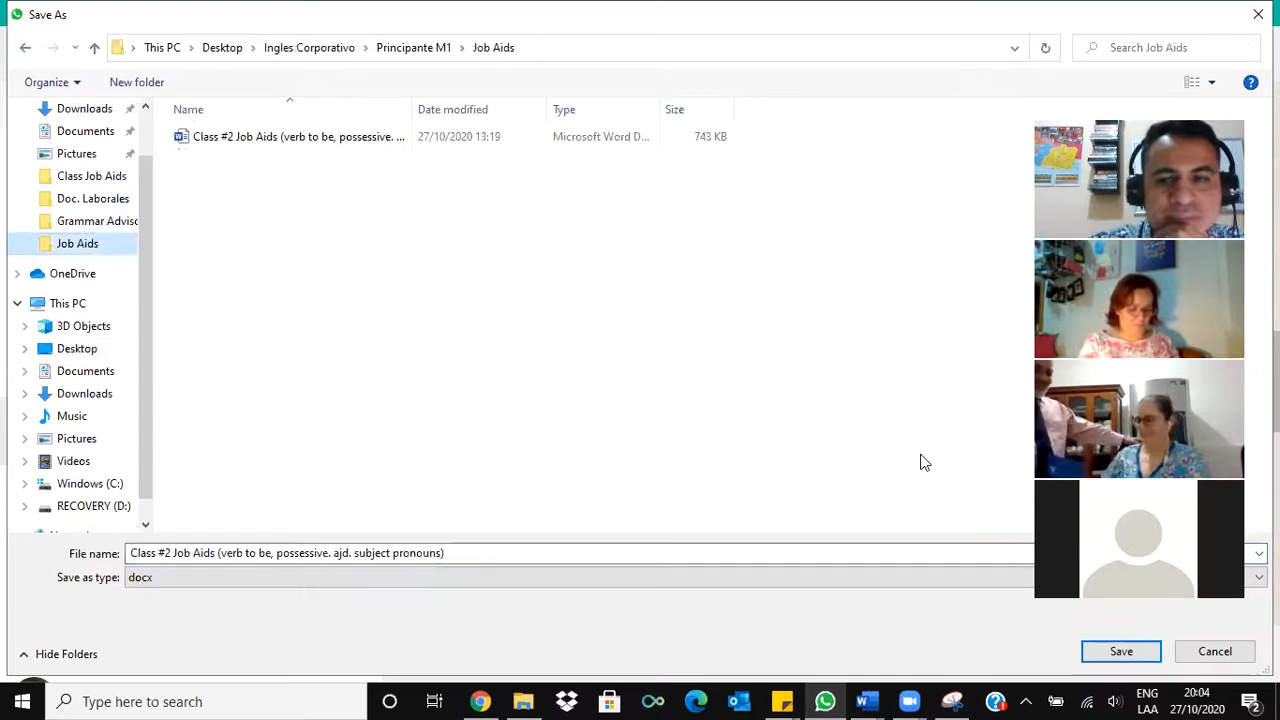 Save As
This PC Desktop Ingles Corporativo Principante M1 Job Aids
Search Job Aids
Organize New folder
Name Date modified Type Size
Class #2 Job Aids (verb to be, possessive. ... 27/10/2020 13:19 Microsoft Word D... 743 KB
Downloads
Documents
Pictures
Class Job Aids
Doc. Laborales
Grammar Adviso
Job Aids
OneDrive
This PC
3D Objects
Desktop
Documents
Downloads
Music
Pictures
Videos
Windows (C:)
RECOVERY (D:)
File name: Class #2 Job Aids (verb to be, possessive. ajd. subject pronouns)
Save as type: docx
Hide Folders
Save Cancel
Type here to search
ENG 20:04
LAA 27/10/2020
2